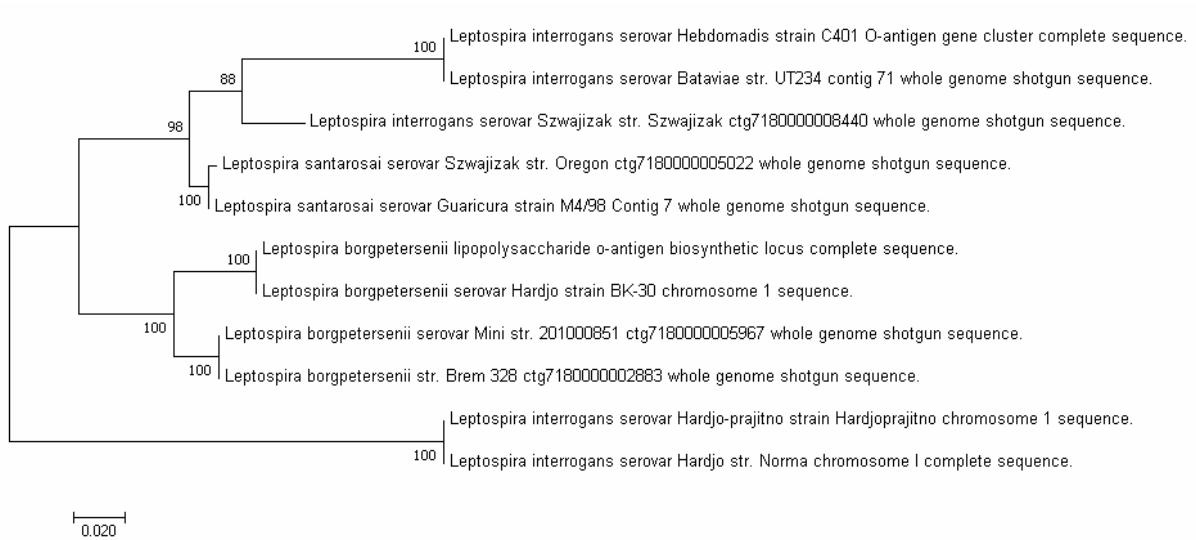 100 Leptospira interrogans serovar Hebdomadis strain C401 O-antigen gene cluster complete sequence.
88 Leptospira interrogans serovar Bataviae str. UT234 contig 71 whole genome shotgun sequence.
98 Leptospira interrogans serovar Szwajizak str. Szwajizak ctg7180000008440 whole genome shotgun sequence.
Leptospira santarosai serovar Szwajizak str. Oregon ctg7180000005022 whole genome shotgun sequence.
100 Leptospira santarosai serovar Guaricura strain M4/98 Contig 7 whole genome shotgun sequence.
100 Leptospira borgpetersenii lipopolysaccharide o-antigen biosynthetic locus complete sequence.
Leptospira borgpetersenii serovar Hardjo strain BK-30 chromosome 1 sequence.
100 Leptospira borgpetersenii serovar Mini str. 201000851 ctg7180000005967 whole genome shotgun sequence.
100 Leptospira borgpetersenii str. Brem 328 ctg7180000002883 whole genome shotgun sequence.
Leptospira interrogans serovar Hardjo-prajitno strain Hardjoprajitno chromosome 1 sequence.
100 Leptospira interrogans serovar Hardjo str. Norma chromosome I complete sequence.
0.020